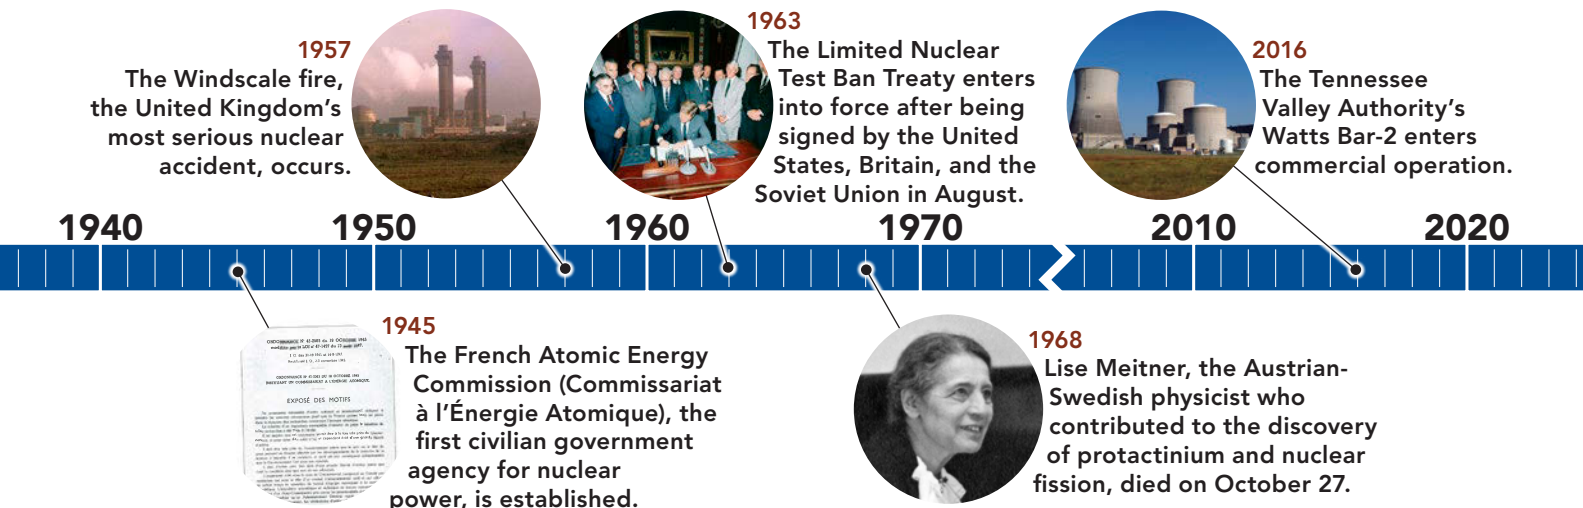 1957
The Windscale fire,
the United Kingdom's
most serious nuclear
accident, occurs.
1963
The Limited Nuclear
Test Ban Treaty enters
into force after being
signed by the United
States, Britain, and the
Soviet Union in August.
2016
The Tennessee
Valley Authority's
Watts Bar-2 enters
commercial operation.
1940 1950 1960 1970 2010 2020
EXPOSÉ DES MOTIFS
1945
The French Atomic Energy
Commission (Commissariat
à l'Énergie Atomique), the
first civilian government
agency for nuclear
power, is established.
1968
Lise Meitner, the Austrian-
Swedish physicist who
contributed to the discovery
of protactinium and nuclear
fission, died on October 27.